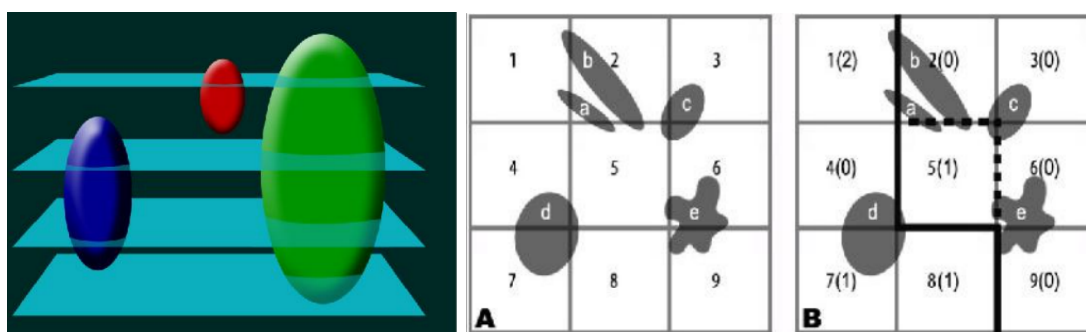 1 b 2 3
a c
4 5 6
d e
7 8 9
A
1(2) b 2(0) 3(0)
a c
4(0) 5(1) 6(0)
d e
7(1) 8(1) 9(0)
B